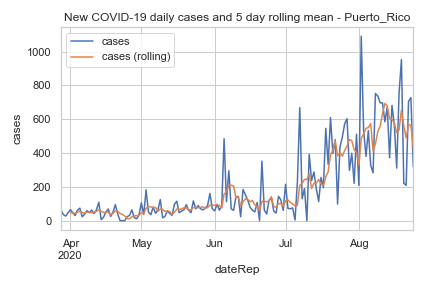 New COVID-19 daily cases and 5 day rolling mean - Puerto_Rico
cases
cases (rolling)
1000
800
600
400
200
0
cases
Apr
2020
May
Jun
Jul
Aug
dateRep